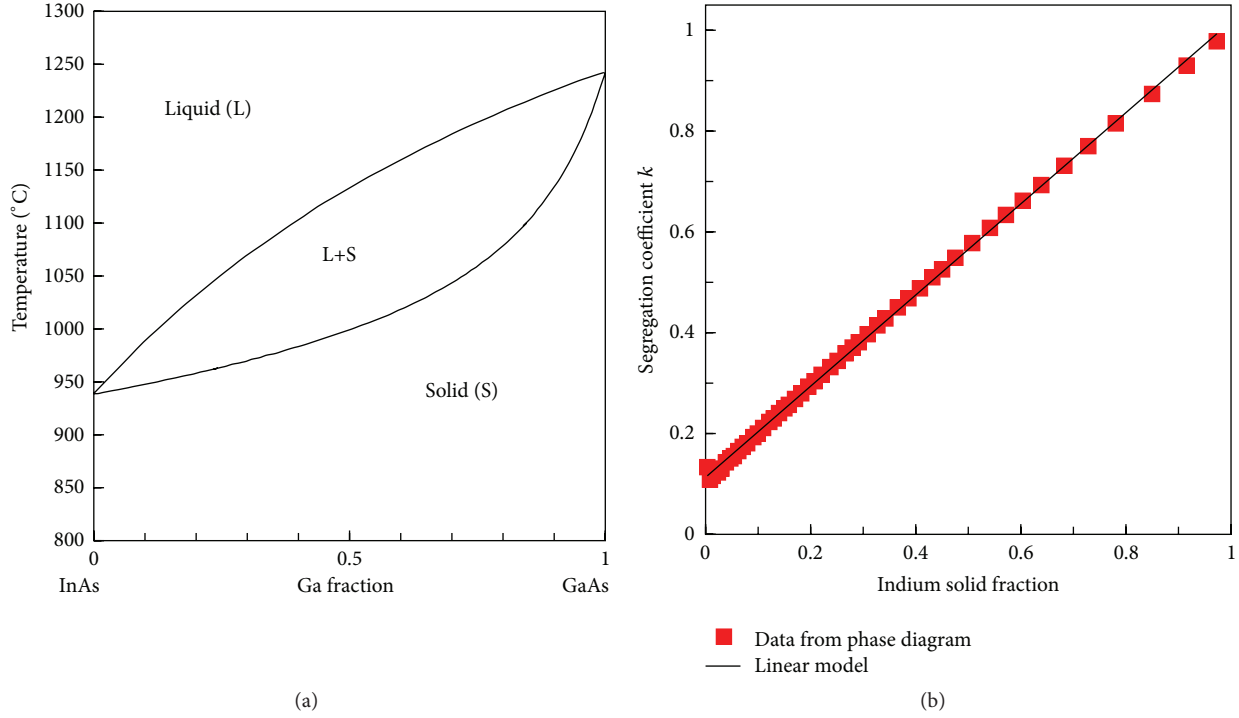 1300
1250
1200
1150
1100
1050
1000
950
900
850
800
Temperature (˚C)
Liquid (L)
L+S
Solid (S)
0 0.5 1
InAs Ga fraction GaAs
(a)
1
0.8
0.6
0.4
0.2
0
Segregation coefficient k
0 0.2 0.4 0.6 0.8 1
Indium solid fraction
Data from phase diagram
Linear model
(b)